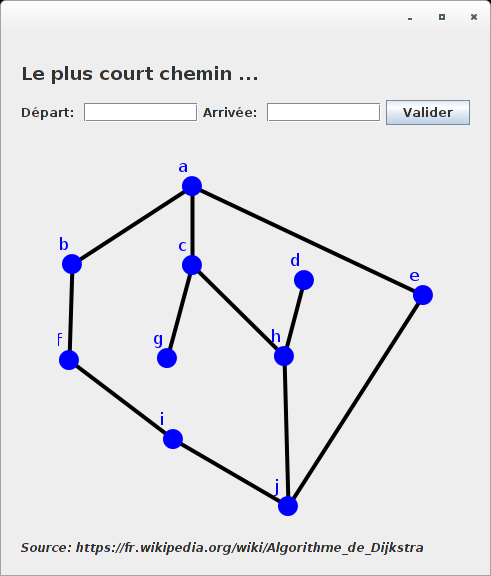 Le plus court chemin ...
Départ: Arrivée: Valider
a
b
c
d
e
f
g
h
i
j
Source: https://fr.wikipedia.org/wiki/Algorithme_de_Dijkstra